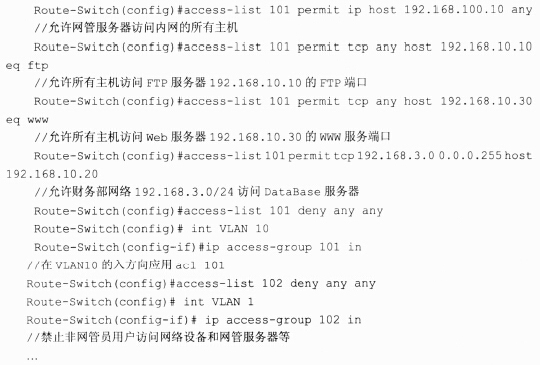 Route-Switch(config)#access-list 101 permit ip host 192.168.100.10 any
//允许网管服务器访问内网的所有主机
Route-Switch(config)#access-list 101 permit tcp any host 192.168.10.10
eq ftp
//允许所有主机访问 FTP 服务器 192.168.10.10 的 FTP 端口
Route-Switch(config)#access-list 101 permit tcp any host 192.168.10.30
eq www
//允许所有主机访问 Web 服务器 192.168.10.30 的 WWW 服务端口
Route-Switch(config)#access-list 101 permit tcp 192.168.3.0 0.0.0.255 host
192.168.10.20
//允许财务部网络 192.168.3.0/24 访问 DataBase 服务器
Route-Switch(config)#access-list 101 deny any any
Route-Switch(config)# int VLAN 10
Route-Switch(config-if)#ip access-group 101 in
//在 VLAN10 的入方向应用 acl 101
Route-Switch(config)#access-list 102 deny any any
Route-Switch(config)# int VLAN 1
Route-Switch(config-if)# ip access-group 102 in
//禁止非网管员用户访问网络设备和网管服务器等
…